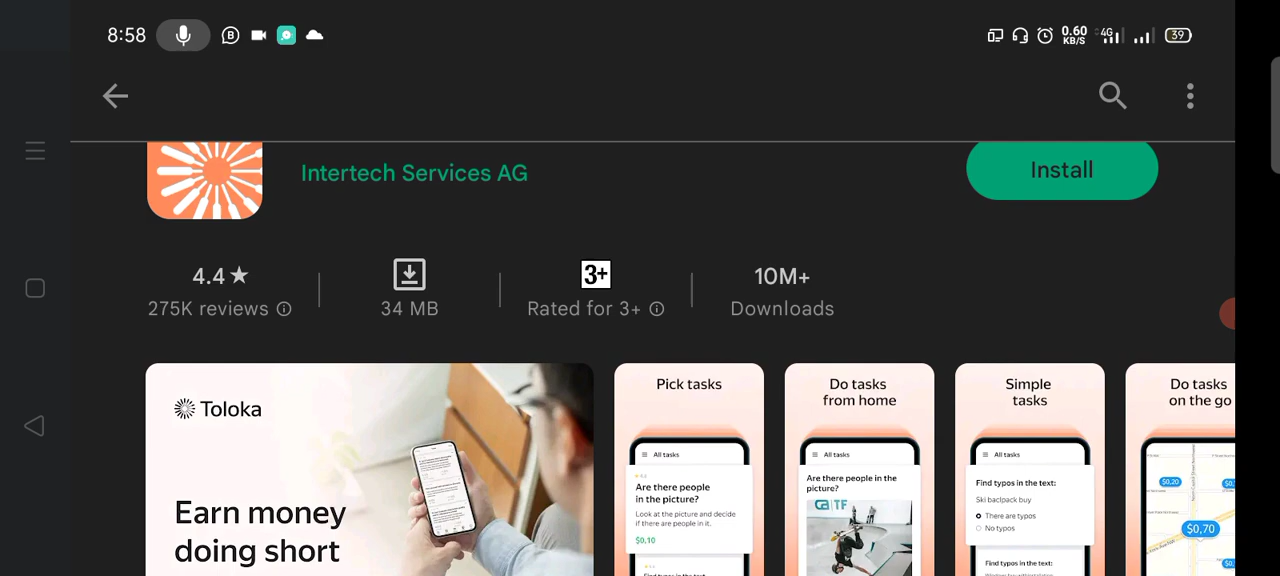 8:58
0.60
KB/S
4G
39
Intertech Services AG
Install
4.4★
275K reviews
34 MB
3+
Rated for 3+
10M+
Downloads
Toloka
Earn money
doing short
Pick tasks
All tasks
Are there people
in the picture?
Look at the picture and decide
if there are people in it.
$0,10
Do tasks
from home
All tasks
Are there people in the
picture?
Simple
tasks
All tasks
Find typos in the text:
Ski baclpack buy
There are typos
No typos
Find typos in the text:
Do tasks
on the go
$0,20
$0,70